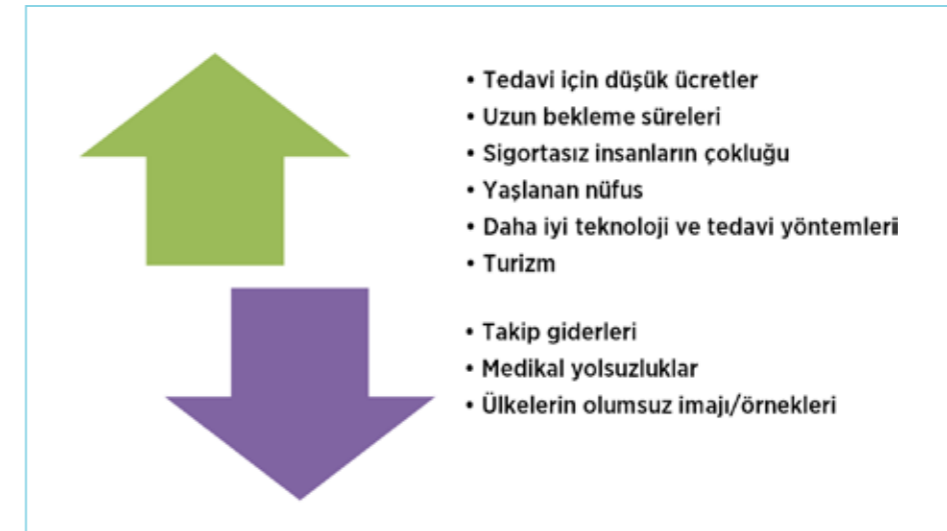 • Tedavi için düşük ücretler
• Uzun bekleme süreleri
• Sigortasız insanların çokluğu
• Yaşlanan nüfus
• Daha iyi teknoloji ve tedavi yöntemleri
• Turizm
• Takip giderleri
• Medikal yolsuzluklar
• Ülkelerin olumsuz imajı/örnekleri